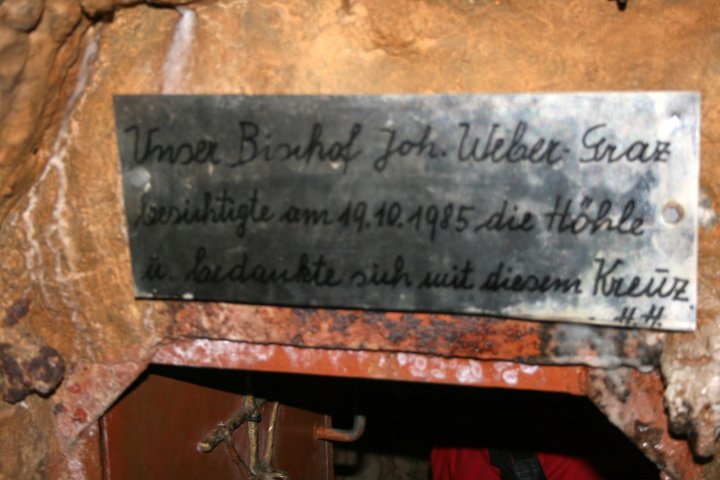 Unser Bischof Joh. Weber-Graz
besichtigte am 19.10.1985 die Höhle
u. bedankte sich mit diesem Kreuz.
H.H.